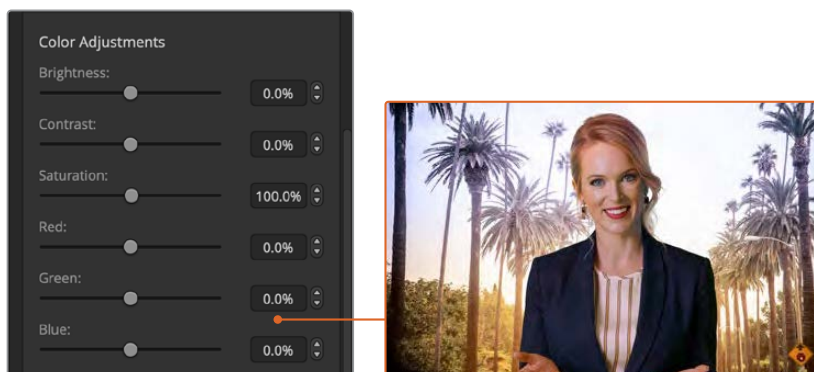 Color Adjustments
Brightness:
0.0%
Contrast:
0.0%
Saturation:
100.0%
Red:
0.0%
Green:
0.0%
Blue:
0.0%